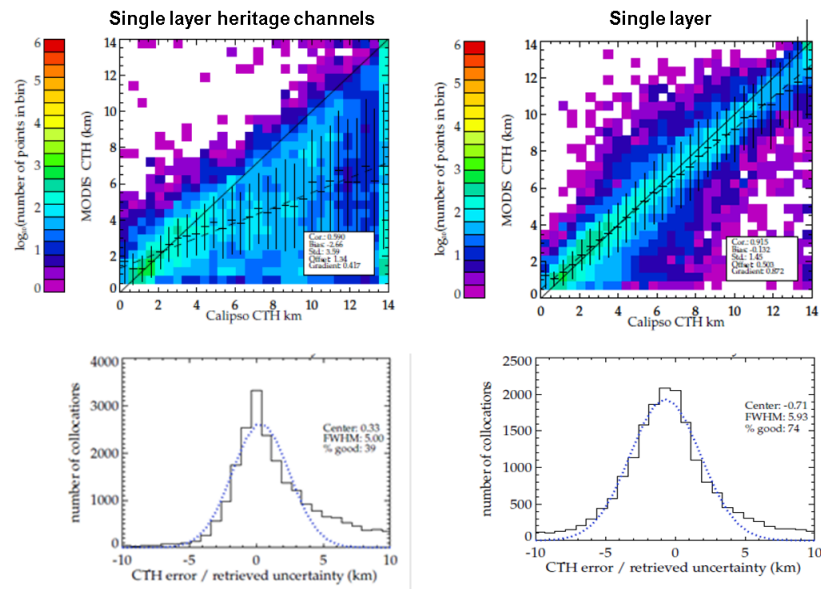 Single layer heritage channels
Single layer
log₁₀(number of points in bin)
6
5
4
3
2
1
0
MODIS CTH (km)
14
12
10
8
6
4
2
0
Cor.: 0.590
Bias: -2.66
Std.: 3.59
Offset: 1.34
Gradient: 0.417
0 2 4 6 8 10 12 14
Calipso CTH km
log₁₀(number of points in bin)
6
5
4
3
2
1
0
MODIS CTH (km)
14
12
10
8
6
4
2
0
Cor.: 0.915
Bias: -0.132
Std.: 1.45
Offset: 0.503
Gradient: 0.872
0 2 4 6 8 10 12 14
Calipso CTH km
number of collocations
4000
3000
2000
1000
0
Center: 0.33
FWHM: 5.00
% good: 39
-10 -5 0 5 10
CTH error / retrieved uncertainty (km)
number of collocations
2500
2000
1500
1000
500
0
Center: -0.71
FWHM: 5.93
% good: 74
-10 -5 0 5 10
CTH error / retrieved uncertainty (km)